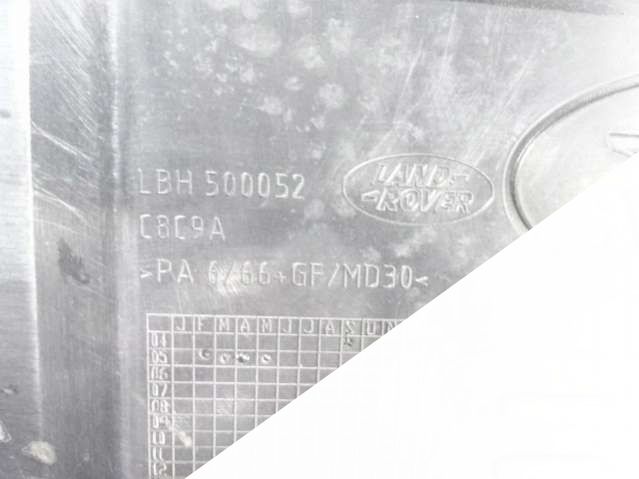 LBH 500052
LAND-
-ROVER
C8C9A
>PA 6/66+GF/MD30<
J F M A M J J A S U N
04
05
06
07
08
09
10
11
12